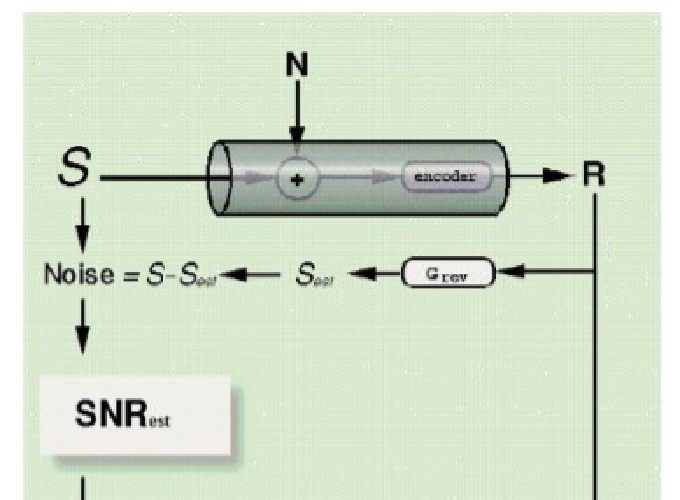 N
S + encoder R
Noise = S-Sest Sest Grev
SNRest